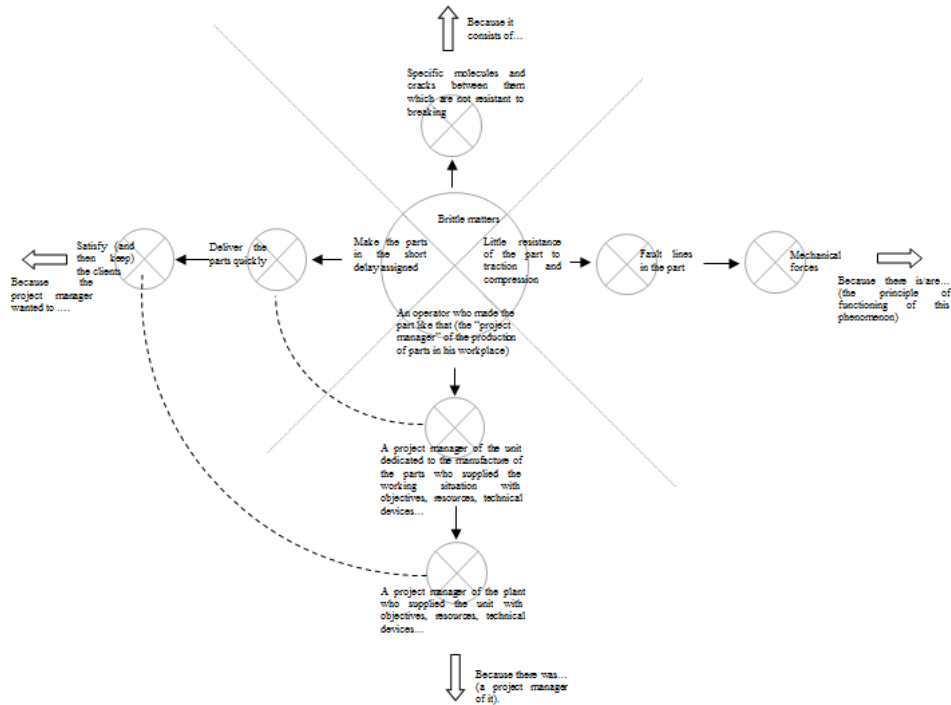 Because it
consists of…
Specific molecules and
cracks between them
which are not resistant to
breaking
Brittle matters
Satisfy (and
then keep)
the clients
Because the
project manager
wanted to ….
Deliver the
parts quickly
Make the parts
in the short
delay assigned
Little resistance
of the part to
traction and
compression
Fault lines
in the part
Mechanical
forces
Because there is/are…
(the principle of
functioning of this
phenomenon)
An operator who made the
part like that (the "project
manager" of the production
of parts in his workplace)
A project manager of the unit
dedicated to the manufacture of
the parts who supplied the
working situation with
objectives, resources, technical
devices…
A project manager of the plant
who supplied the unit with
objectives, resources, technical
devices…
Because there was…
(a project manager
of it).